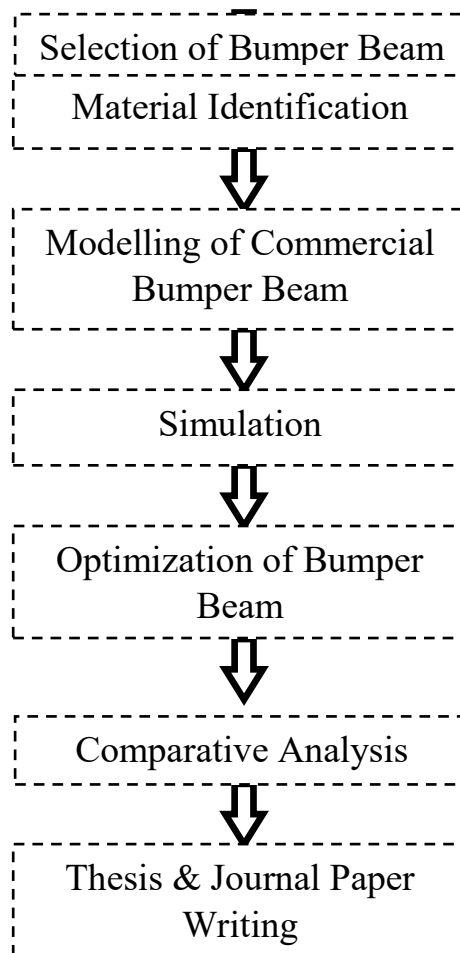 Selection of Bumper Beam
Material Identification
Modelling of Commercial
Bumper Beam
Simulation
Optimization of Bumper
Beam
Comparative Analysis
Thesis & Journal Paper
Writing